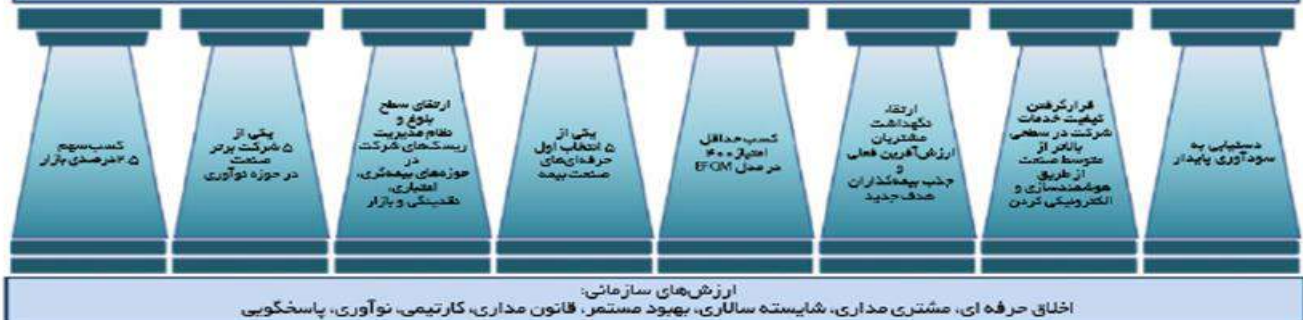 دستیابی به
سودآوری پایدار
قرارگرفتن
کیفیت خدمات
شرکت در سطحی
بالاتر از
متوسط صنعت
از طریق
هوشمندسازی و
الکترونیکی کردن
ارتقاء
نگهداشت
مشتریان
ارزش‌آفرین فعلی
و
جذب بیمه‌گذاران
هدف جدید
کسب حداقل
امتیاز ۴۰۰
در مدل EFQM
یکی از
۵ انتخاب اول
حرفه‌ای‌های
صنعت بیمه
ارتقای سطح
بلوغ و
نظام مدیریت
ریسک‌های شرکت
در
حوزه‌های بیمه‌گری،
اعتباری،
نقدینگی و بازار
یکی از
۵ شرکت برتر
صنعت
در حوزه نوآوری
کسب سهم
۲.۵درصدی بازار
ارزش‌های سازمانی:
اخلاق حرفه ای، مشتری مداری، شایسته سالاری، بهبود مستمر، قانون مداری، کارتیمی، نوآوری، پاسخگویی